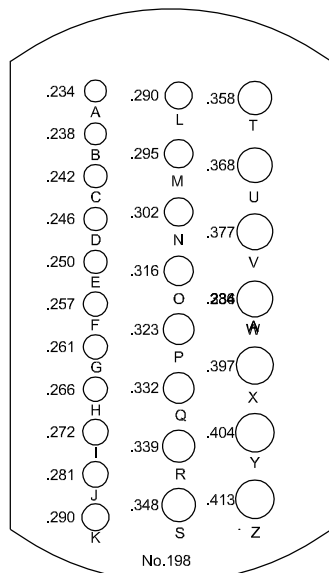 .234
A
.238
B
.242
C
.246
D
.250
E
.257
F
.261
G
.266
H
.272
I
.281
J
.290
K
.290
L
.295
M
.302
N
.316
O
.323
P
.332
Q
.339
R
.348
S
.358
T
.368
U
.377
V
W
.397
X
.404
Y
.413
Z
No.198